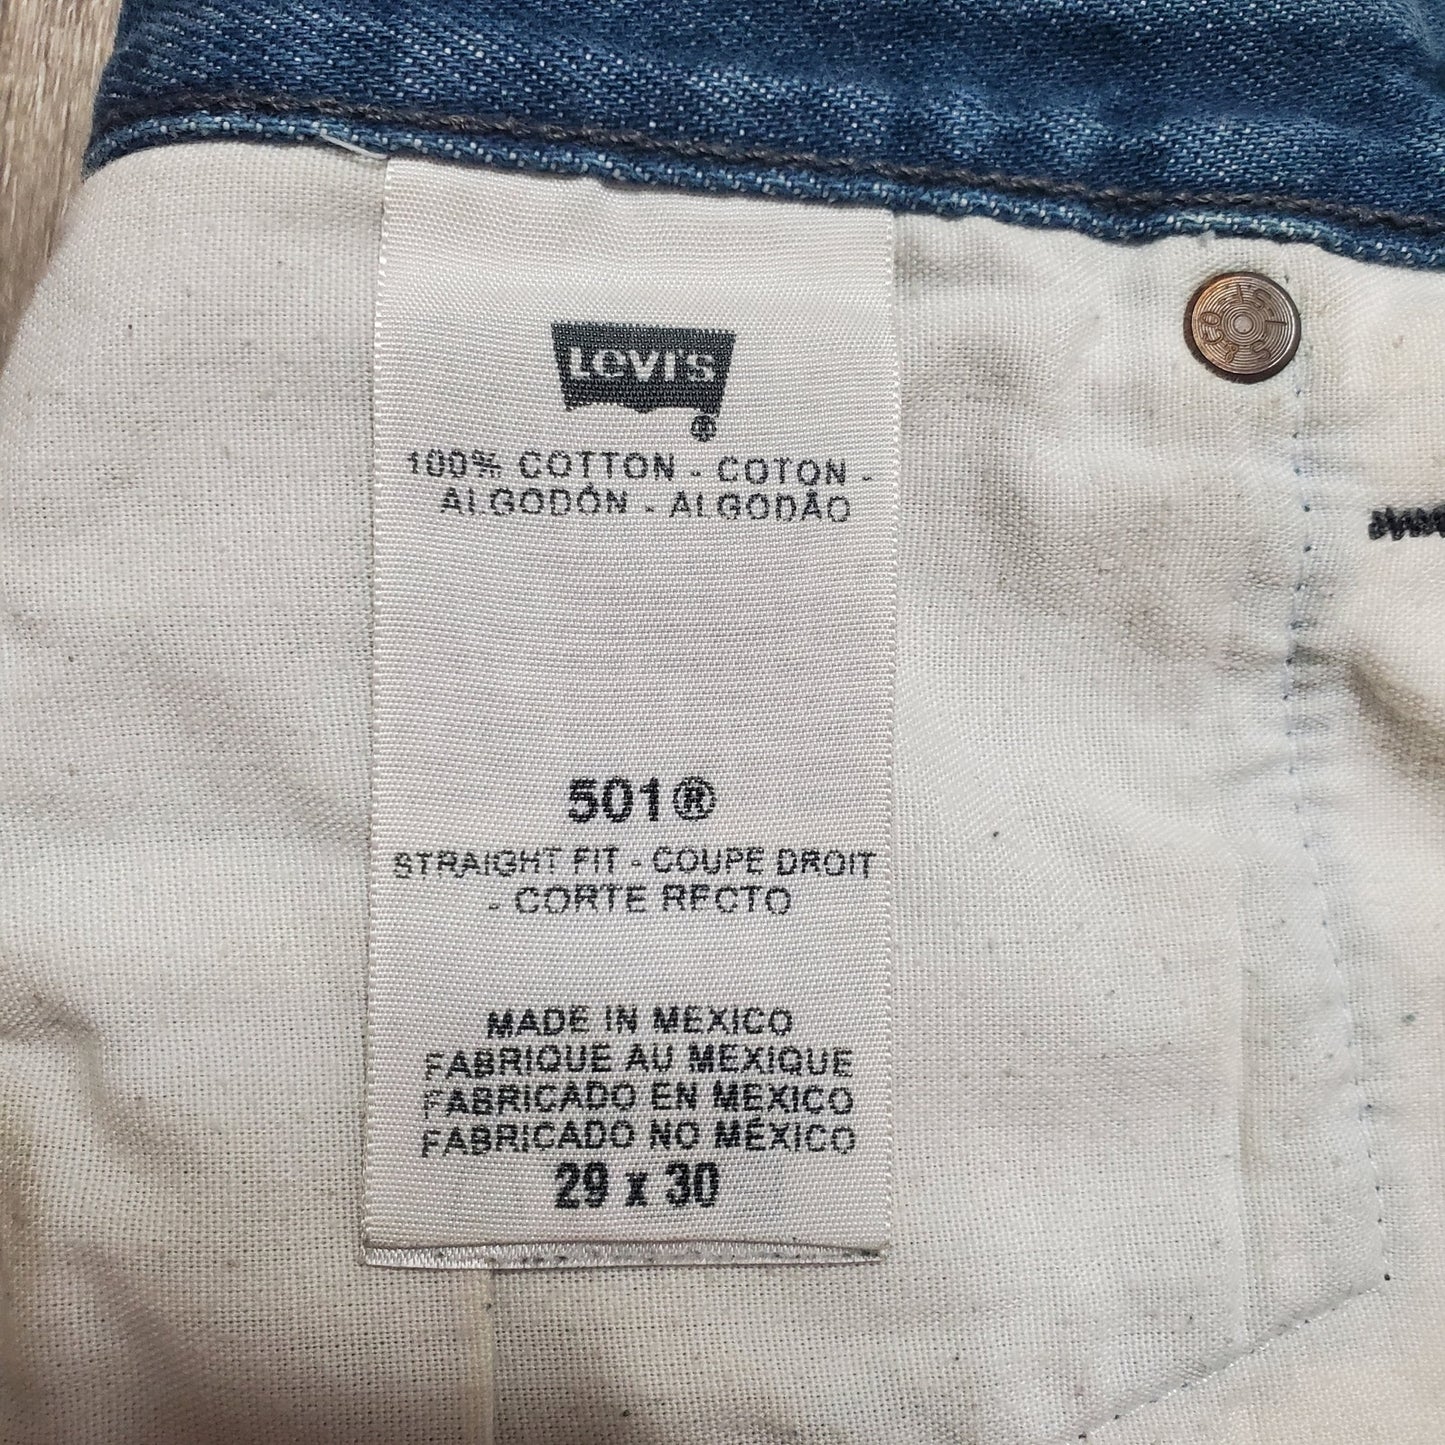 Levi's
®
100% COTTON - COTON -
ALGODÓN - ALGODÃO
501®
STRAIGHT FIT - COUPE DROIT
- CORTE RECTO
MADE IN MEXICO
FABRIQUE AU MEXIQUE
FABRICADO EN MEXICO
FABRICADO NO MÉXICO
29 x 30